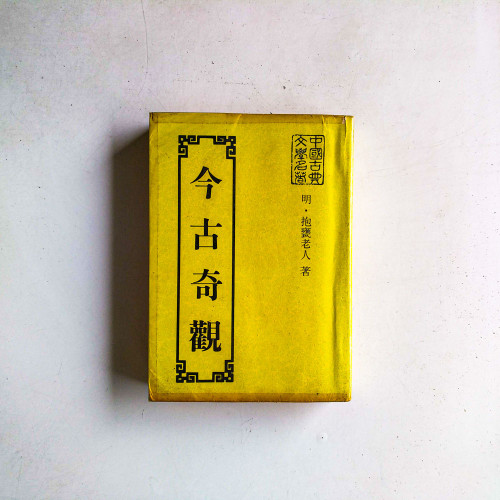 中國古典
文學名著
明·抱甕老人 著
今古奇觀